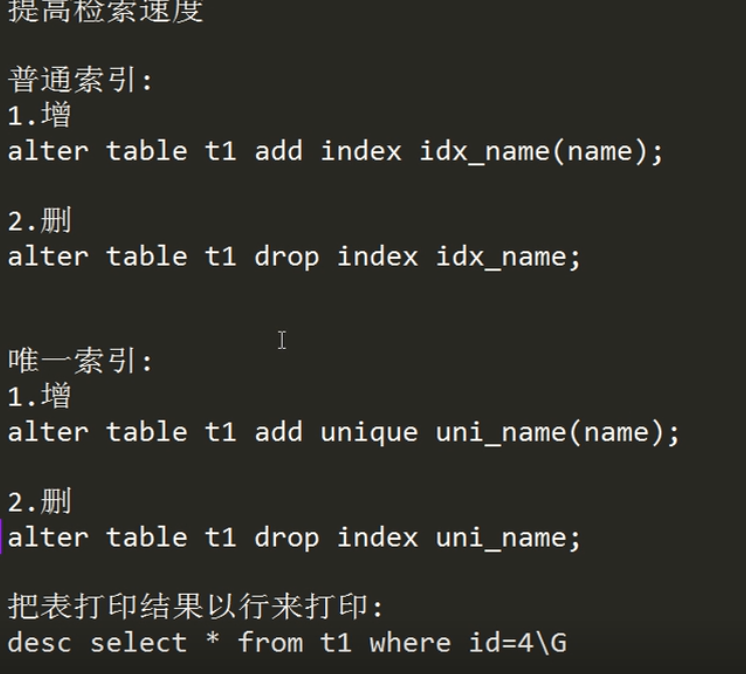 提高检索速度
普通索引:
1.增
alter table t1 add index idx_name(name);
2.删
alter table t1 drop index idx_name;
唯一索引:
1.增
alter table t1 add unique uni_name(name);
2.删
alter table t1 drop index uni_name;
把表打印结果以行来打印:
desc select * from t1 where id=4\G